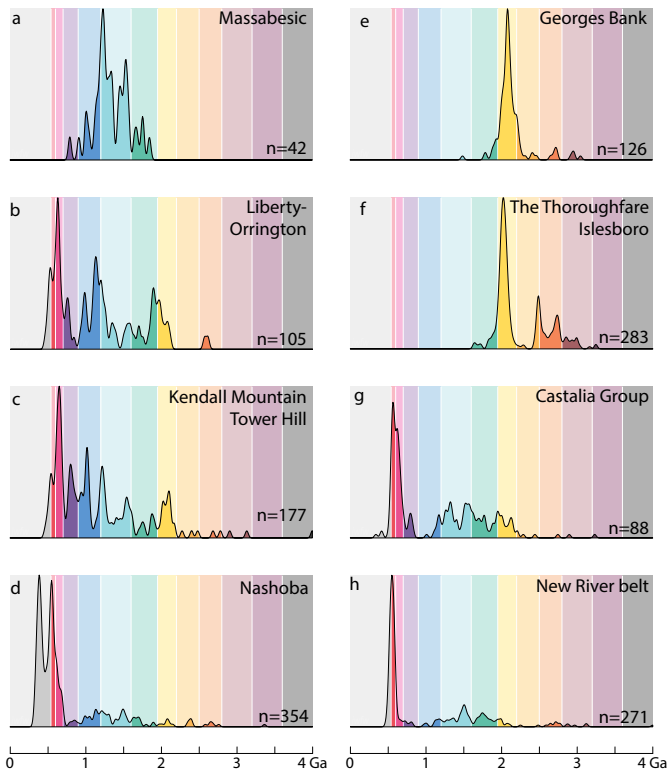 a
Massabesic
n=42
b
Liberty-
Orrington
n=105
c
Kendall Mountain
Tower Hill
n=177
d
Nashoba
n=354
0 1 2 3 4 Ga
e
Georges Bank
n=126
f
The Thoroughfare
Islesboro
n=283
g
Castalia Group
n=88
h
New River belt
n=271
0 1 2 3 4 Ga